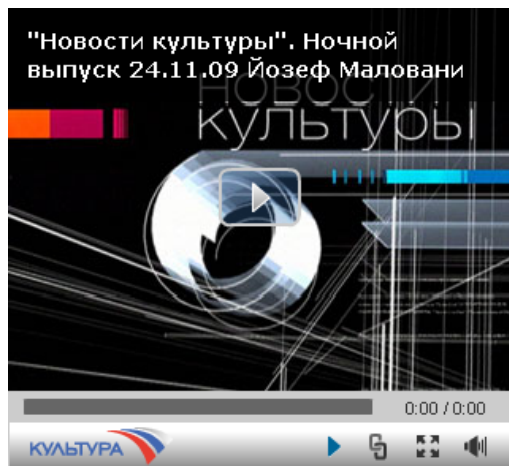 "Новости культуры". Ночной
выпуск 24.11.09 Йозеф Маловани
НОВОСТИ
культуры
0:00 / 0:00
КУЛЬТУРА